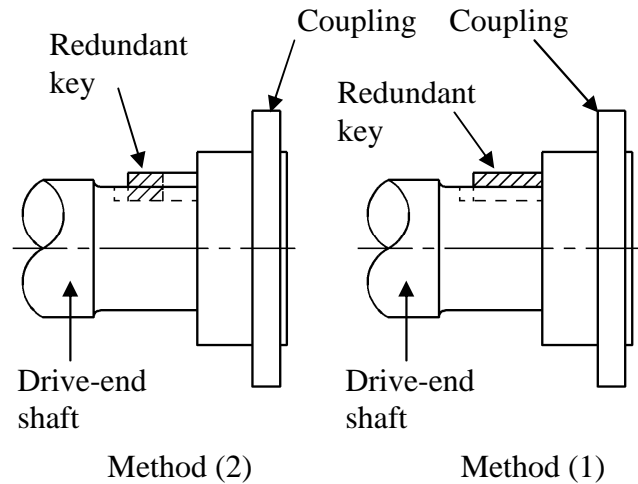 Coupling
Redundant
key
Drive-end
shaft
Method (2)
Coupling
Redundant
key
Drive-end
shaft
Method (1)